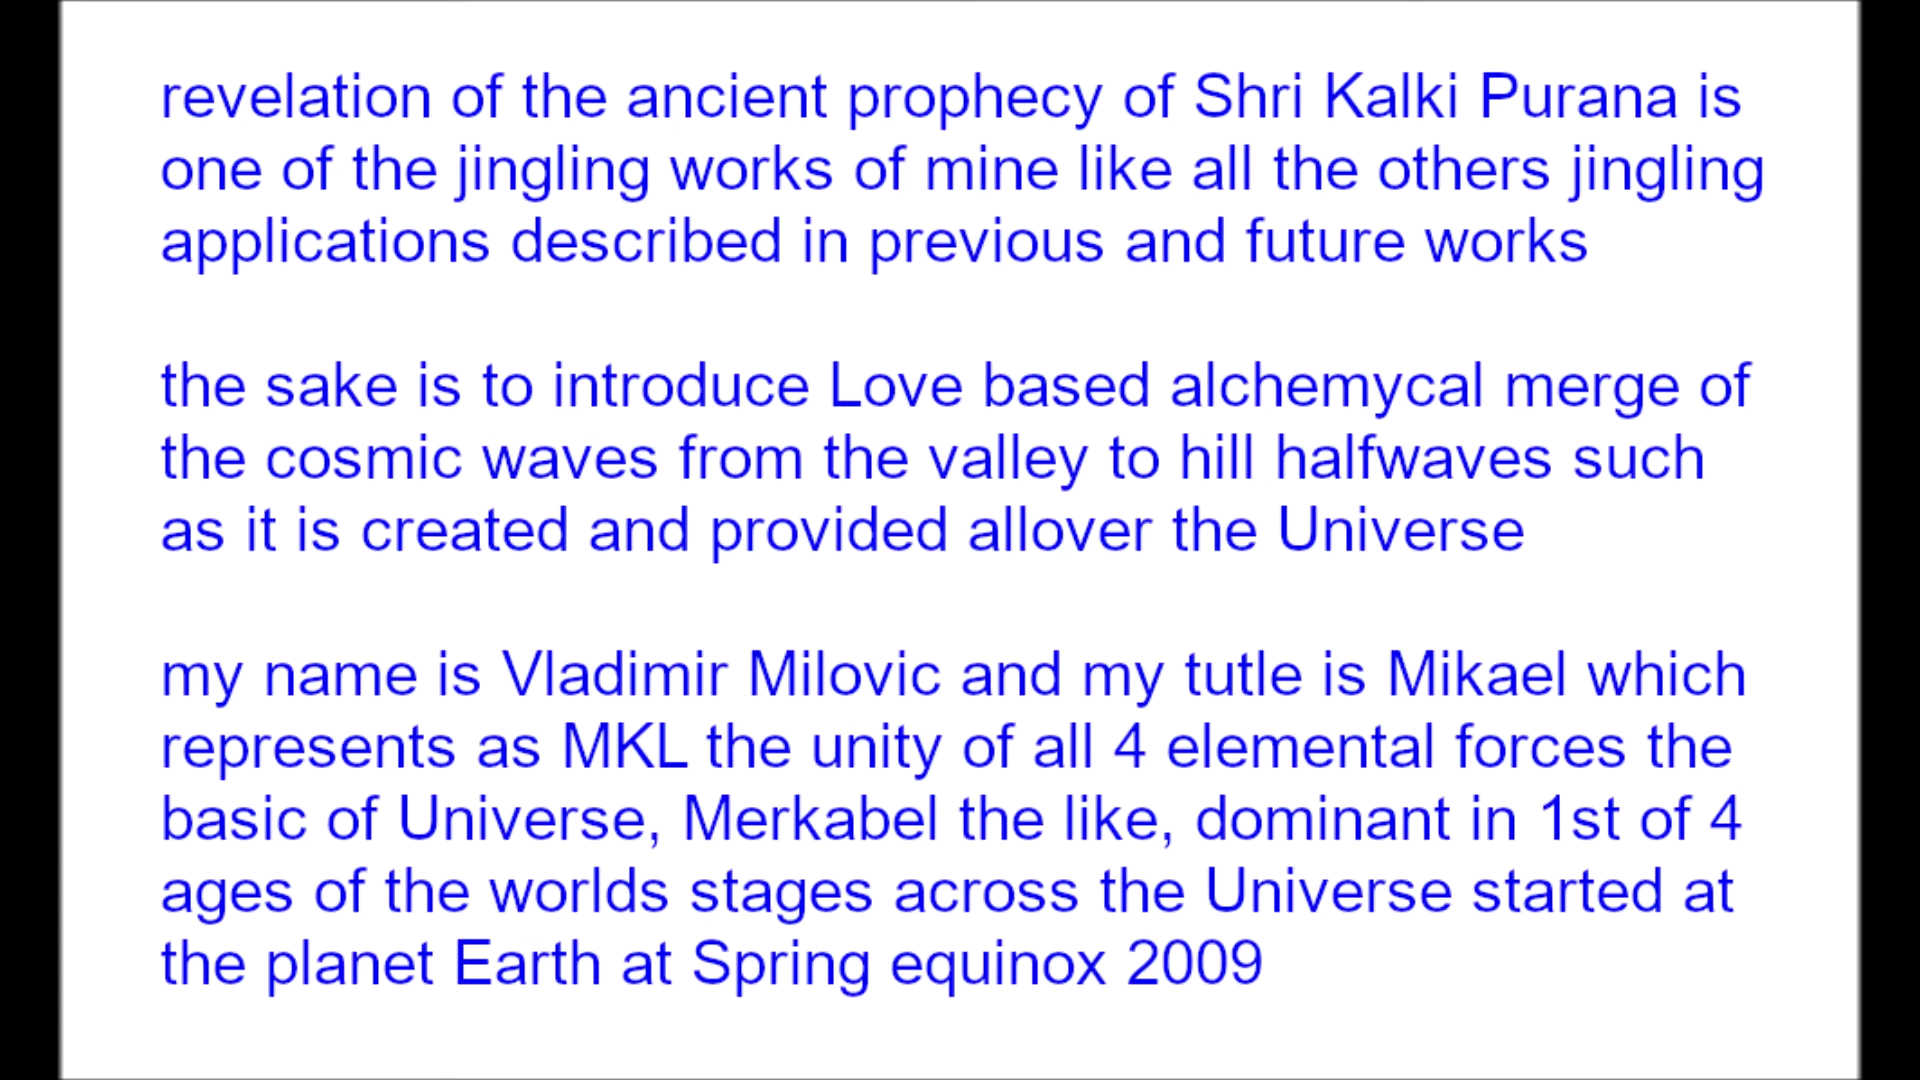 revelation of the ancient prophecy of Shri Kalki Purana is
one of the jingling works of mine like all the others jingling
applications described in previous and future works
the sake is to introduce Love based alchemycal merge of
the cosmic waves from the valley to hill halfwaves such
as it is created and provided allover the Universe
my name is Vladimir Milovic and my tutle is Mikael which
represents as MKL the unity of all 4 elemental forces the
basic of Universe, Merkabel the like, dominant in 1st of 4
ages of the worlds stages across the Universe started at
the planet Earth at Spring equinox 2009